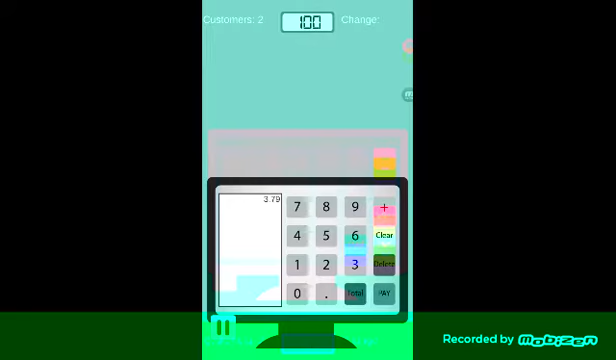 Customers: 2 100 Change:
3.79
7 8 9 +
4 5 6 Clear
1 2 3 Delete
0 . Total PAY
Recorded by mobizen